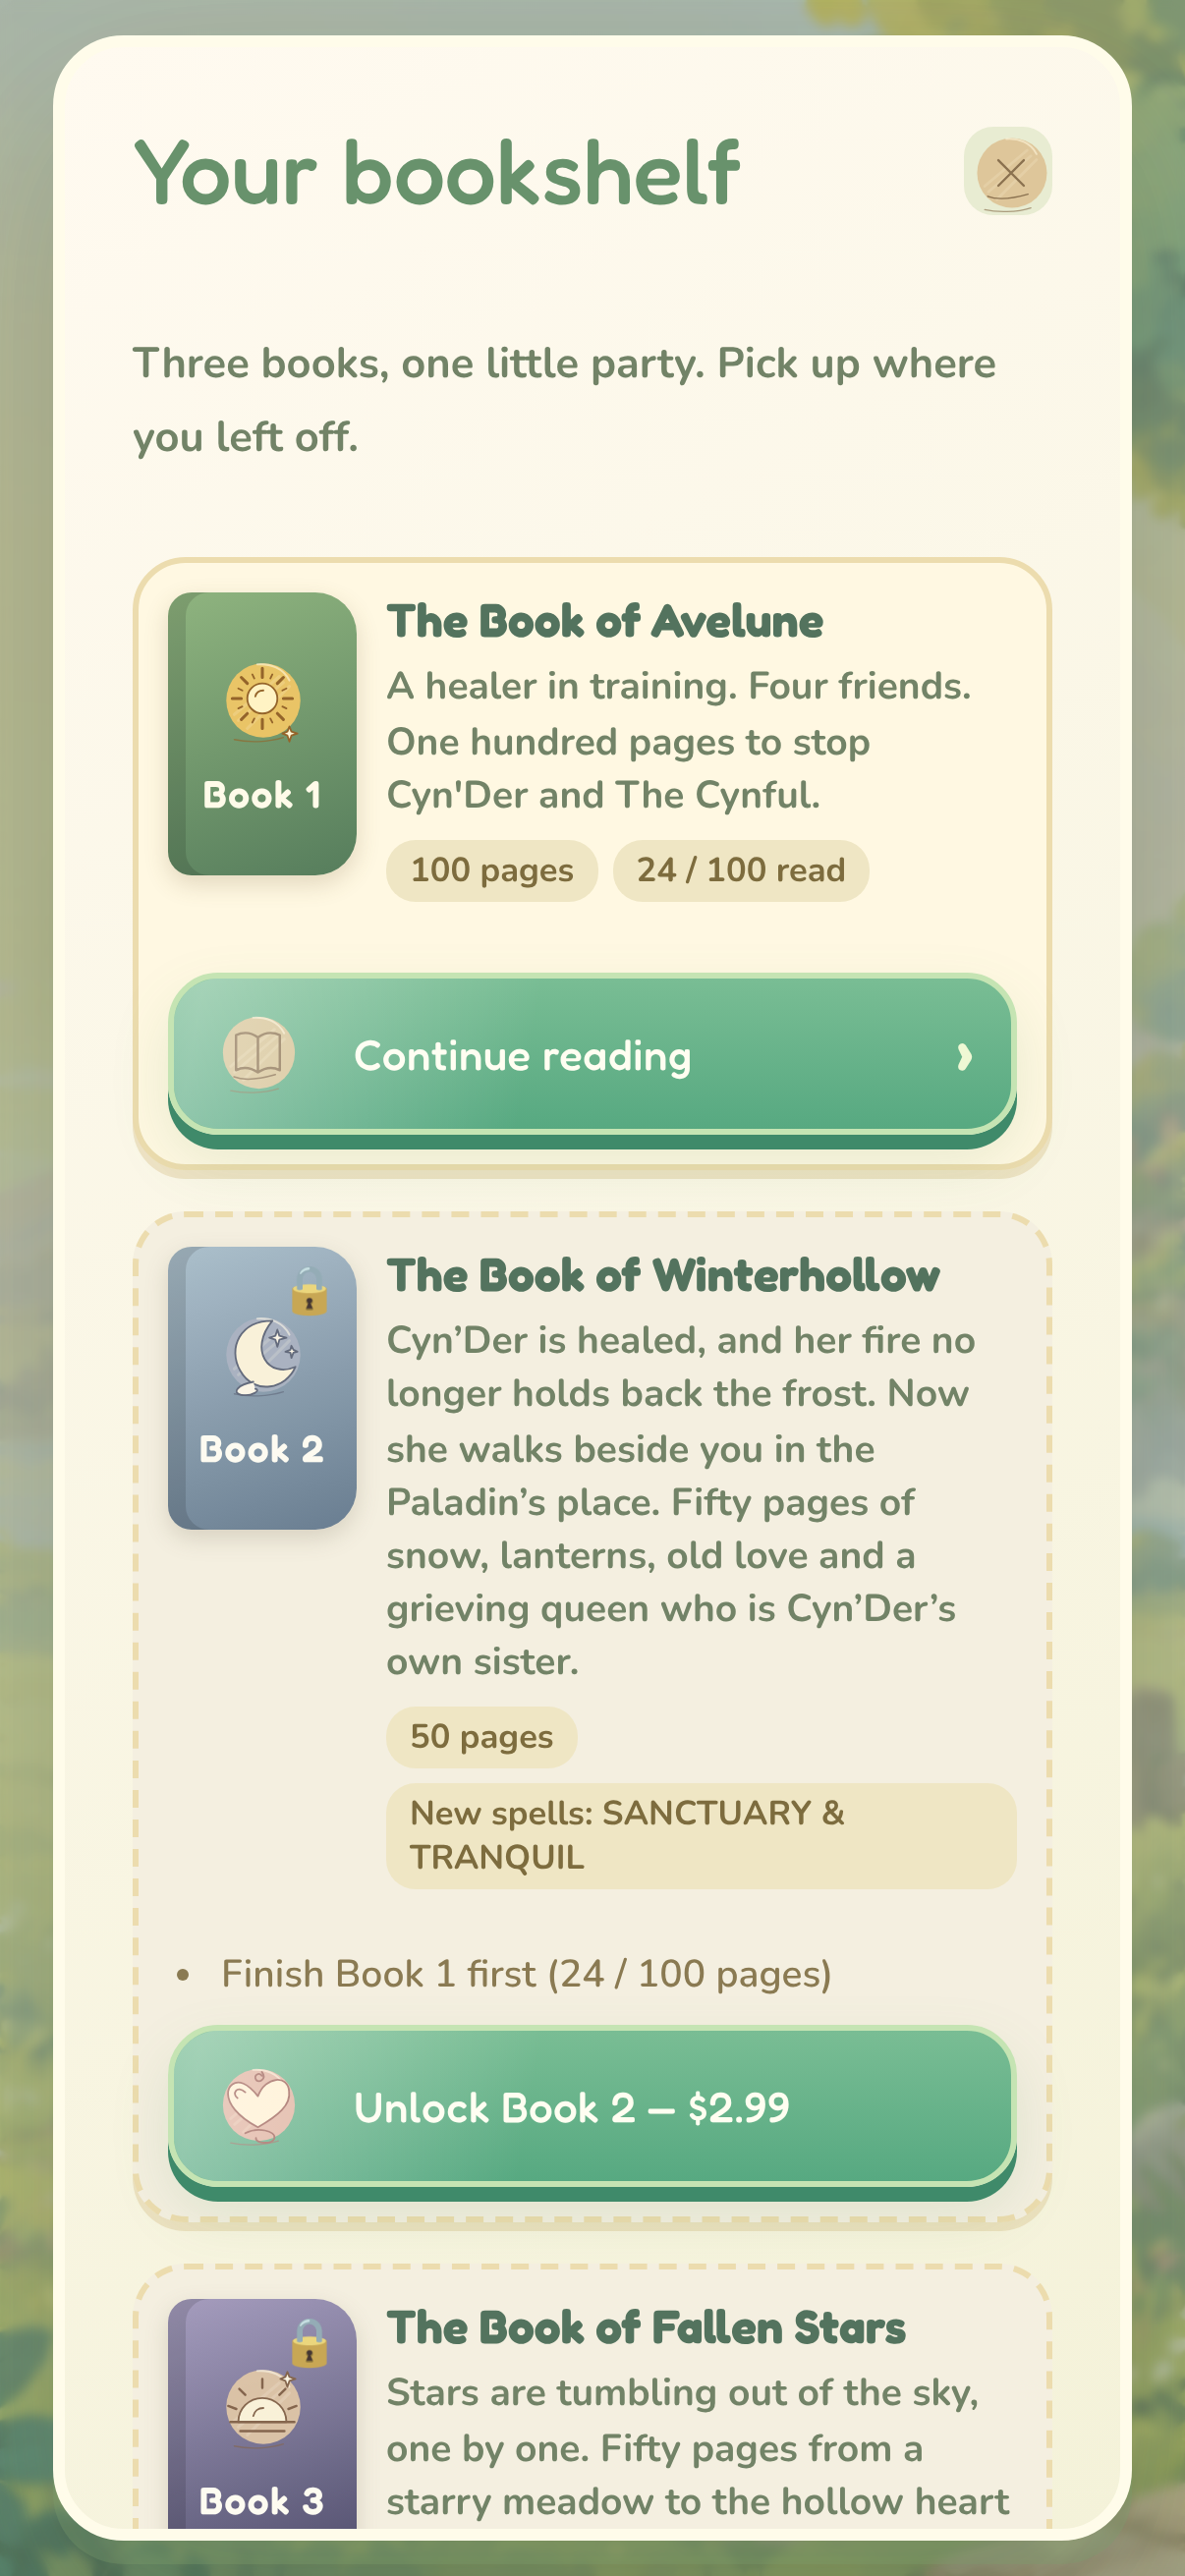 Your bookshelf
Three books, one little party. Pick up where
you left off.
Book 1
The Book of Avelune
A healer in training. Four friends.
One hundred pages to stop
Cyn'Der and The Cynful.
100 pages
24 / 100 read
Continue reading
Book 2
The Book of Winterhollow
Cyn’Der is healed, and her fire no
longer holds back the frost. Now
she walks beside you in the
Paladin’s place. Fifty pages of
snow, lanterns, old love and a
grieving queen who is Cyn’Der’s
own sister.
50 pages
New spells: SANCTUARY &
TRANQUIL
• Finish Book 1 first (24 / 100 pages)
Unlock Book 2 – $2.99
Book 3
The Book of Fallen Stars
Stars are tumbling out of the sky,
one by one. Fifty pages from a
starry meadow to the hollow heart